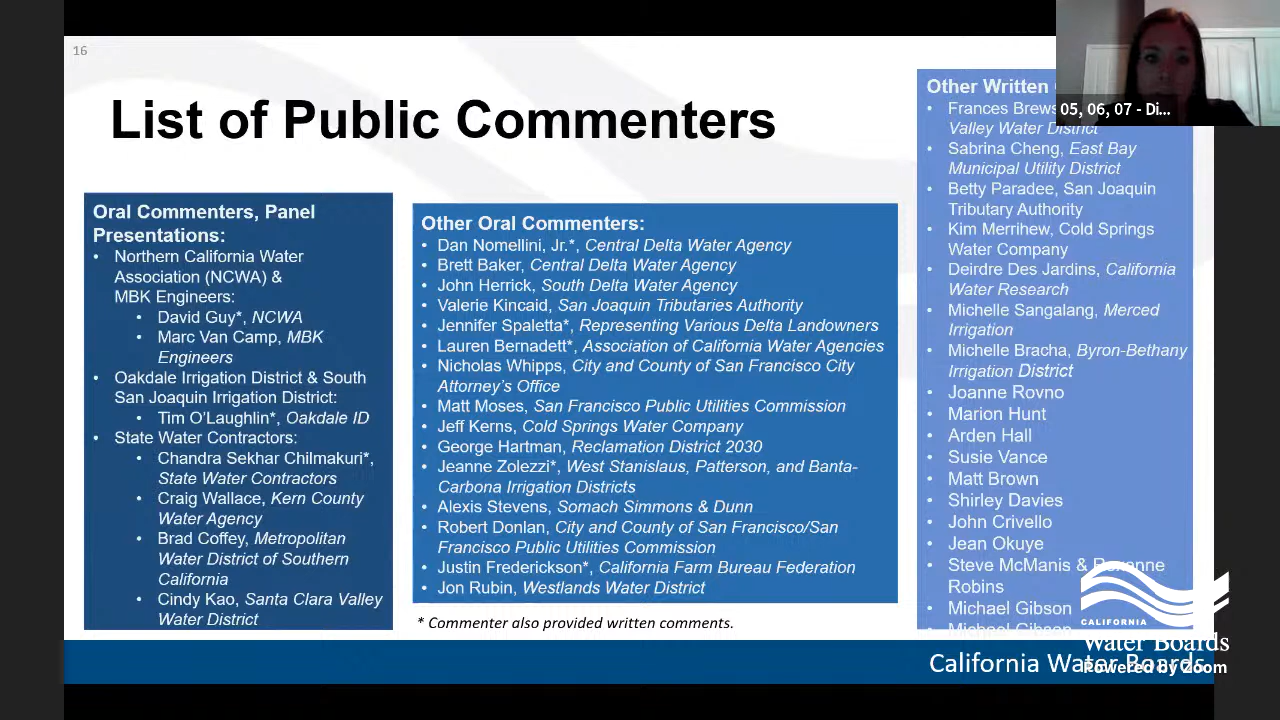 16
List of Public Commenters
Oral Commenters, Panel
Presentations:
• Northern California Water
Association (NCWA) &
MBK Engineers:
• David Guy*, NCWA
• Marc Van Camp, MBK
Engineers
• Oakdale Irrigation District & South
San Joaquin Irrigation District:
• Tim O'Laughlin*, Oakdale ID
• State Water Contractors:
• Chandra Sekhar Chilmakuri*,
State Water Contractors
• Craig Wallace, Kern County
Water Agency
• Brad Coffey, Metropolitan
Water District of Southern
California
• Cindy Kao, Santa Clara Valley
Water District
Other Oral Commenters:
• Dan Nomellini, Jr.*, Central Delta Water Agency
• Brett Baker, Central Delta Water Agency
• John Herrick, South Delta Water Agency
• Valerie Kincaid, San Joaquin Tributaries Authority
• Jennifer Spaletta*, Representing Various Delta Landowners
• Lauren Bernadett*, Association of California Water Agencies
• Nicholas Whipps, City and County of San Francisco City
Attorney's Office
• Matt Moses, San Francisco Public Utilities Commission
• Jeff Kerns, Cold Springs Water Company
• George Hartman, Reclamation District 2030
• Jeanne Zolezzi*, West Stanislaus, Patterson, and Banta-
Carbona Irrigation Districts
• Alexis Stevens, Somach Simmons & Dunn
• Robert Donlan, City and County of San Francisco/San
Francisco Public Utilities Commission
• Justin Frederickson*, California Farm Bureau Federation
• Jon Rubin, Westlands Water District
* Commenter also provided written comments.
Other Written
• Frances
Valley Water District
• Sabrina Cheng, East Bay
Municipal Utility District
• Betty Paradee, San Joaquin
Tributary Authority
• Kim Merrihew, Cold Springs
Water Company
• Deirdre Des Jardins, California
Water Research
• Michelle Sangalang, Merced
Irrigation
• Michelle Bracha, Byron-Bethany
Irrigation District
• Joanne Rovno
• Marion Hunt
• Arden Hall
• Susie Vance
• Matt Brown
• Shirley Davies
• John Crivello
• Jean Okuye
• Steve McManis &
Robins
• Michael Gibson
• Michael Gibson
05, 06, 07 - Di...
CALIFORNIA
Water Boards
California Water Boards
Powered by Zoom